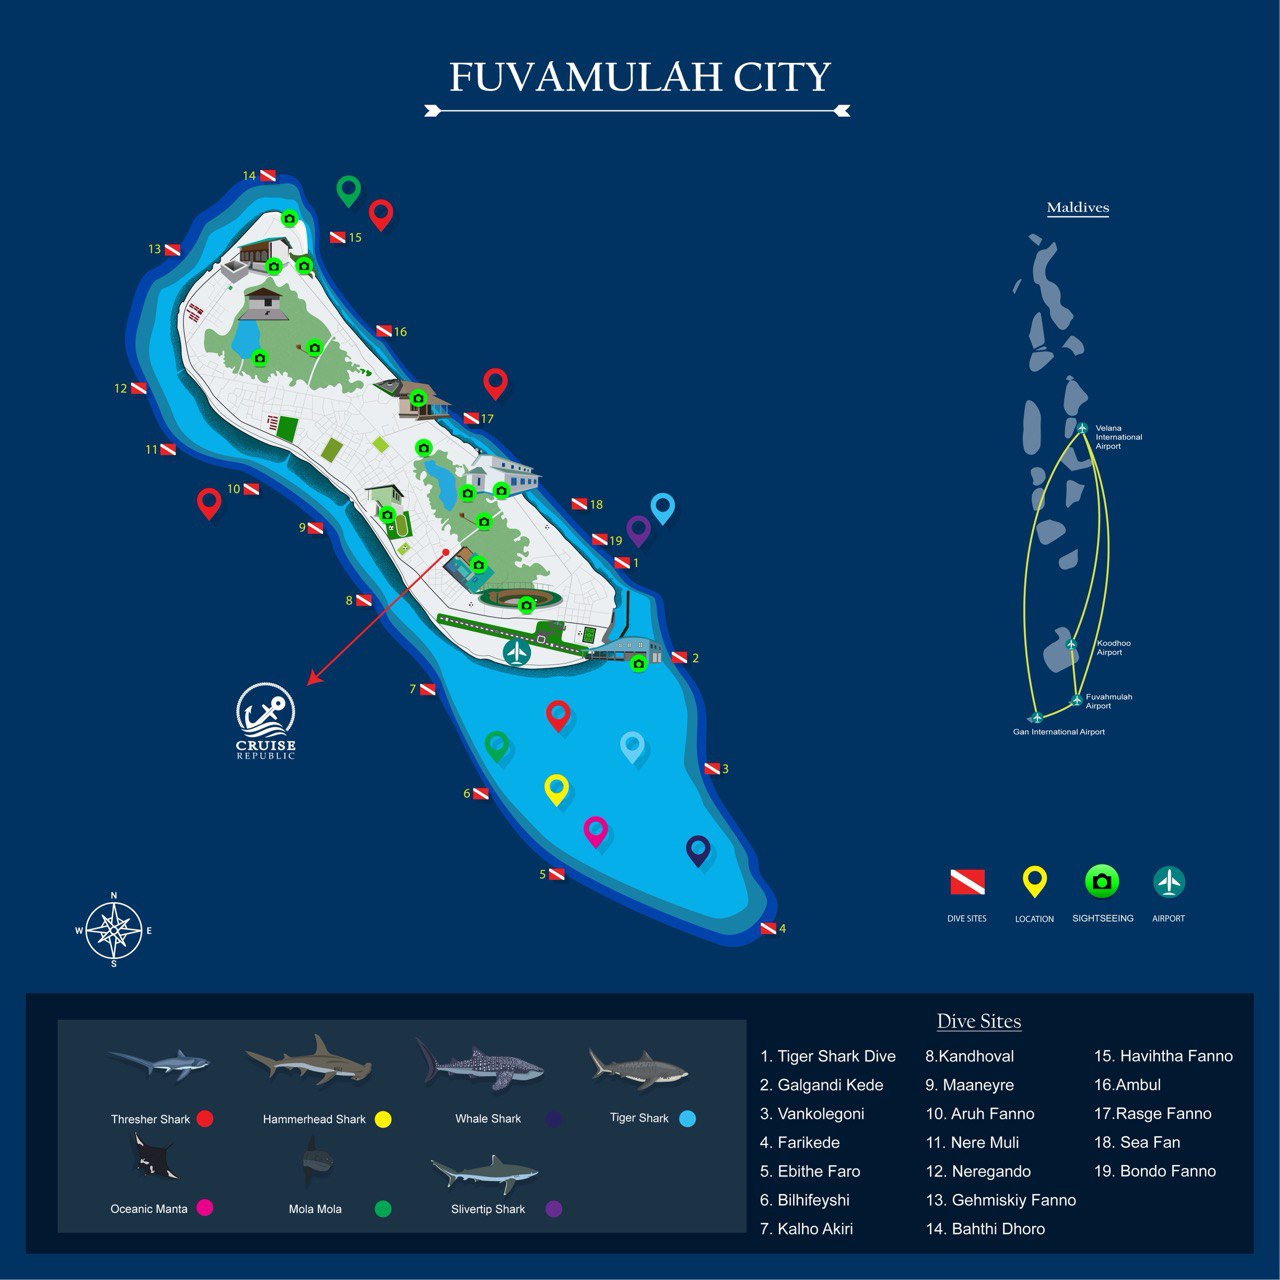 FUVAMULAH CITY
14
15
13
16
12
17
11
10
9
18
19
1
8
2
7
3
6
5
4
CRUISE
REPUBLIC
Maldives
Velana
International
Airport
Koodhoo
Airport
Fuvahmulah
Airport
Gan International Airport
N
W
E
S
DIVE SITES
LOCATION
SIGHTSEEING
AIRPORT
Thresher Shark
Hammerhead Shark
Whale Shark
Tiger Shark
Oceanic Manta
Mola Mola
Slivertip Shark
Dive Sites
1. Tiger Shark Dive
2. Galgandi Kede
3. Vankolegoni
4. Farikede
5. Ebithe Faro
6. Bilhifeyshi
7. Kalho Akiri
8.Kandhoval
9. Maaneyre
10. Aruh Fanno
11. Nere Muli
12. Neregando
13. Gehmiskiy Fanno
14. Bahthi Dhoro
15. Havihtha Fanno
16.Ambul
17.Rasge Fanno
18. Sea Fan
19. Bondo Fanno